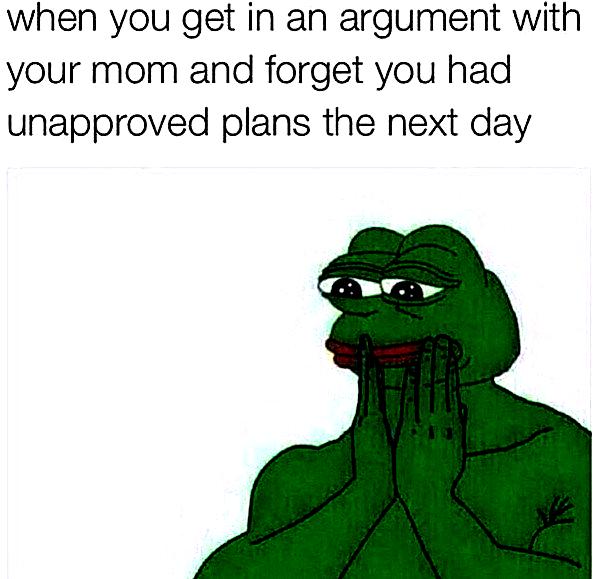 when you get in an argument with
your mom and forget you had
unapproved plans the next day